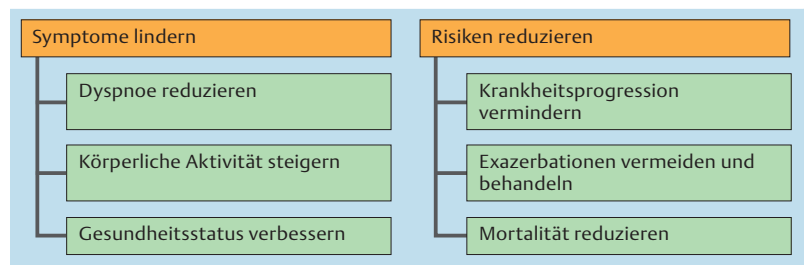 Symptome lindern
Dyspnoe reduzieren
Körperliche Aktivität steigern
Gesundheitsstatus verbessern
Risiken reduzieren
Krankheitsprogression
vermindern
Exazerbationen vermeiden und
behandeln
Mortalität reduzieren